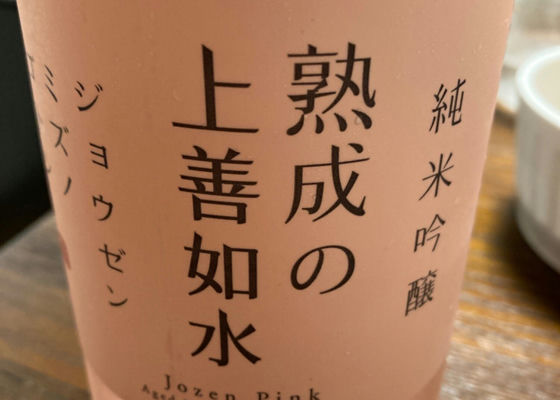 純米吟醸
熟成の
上善如水
ジョウゼン
ミズノ
Jozen Pink
Aged